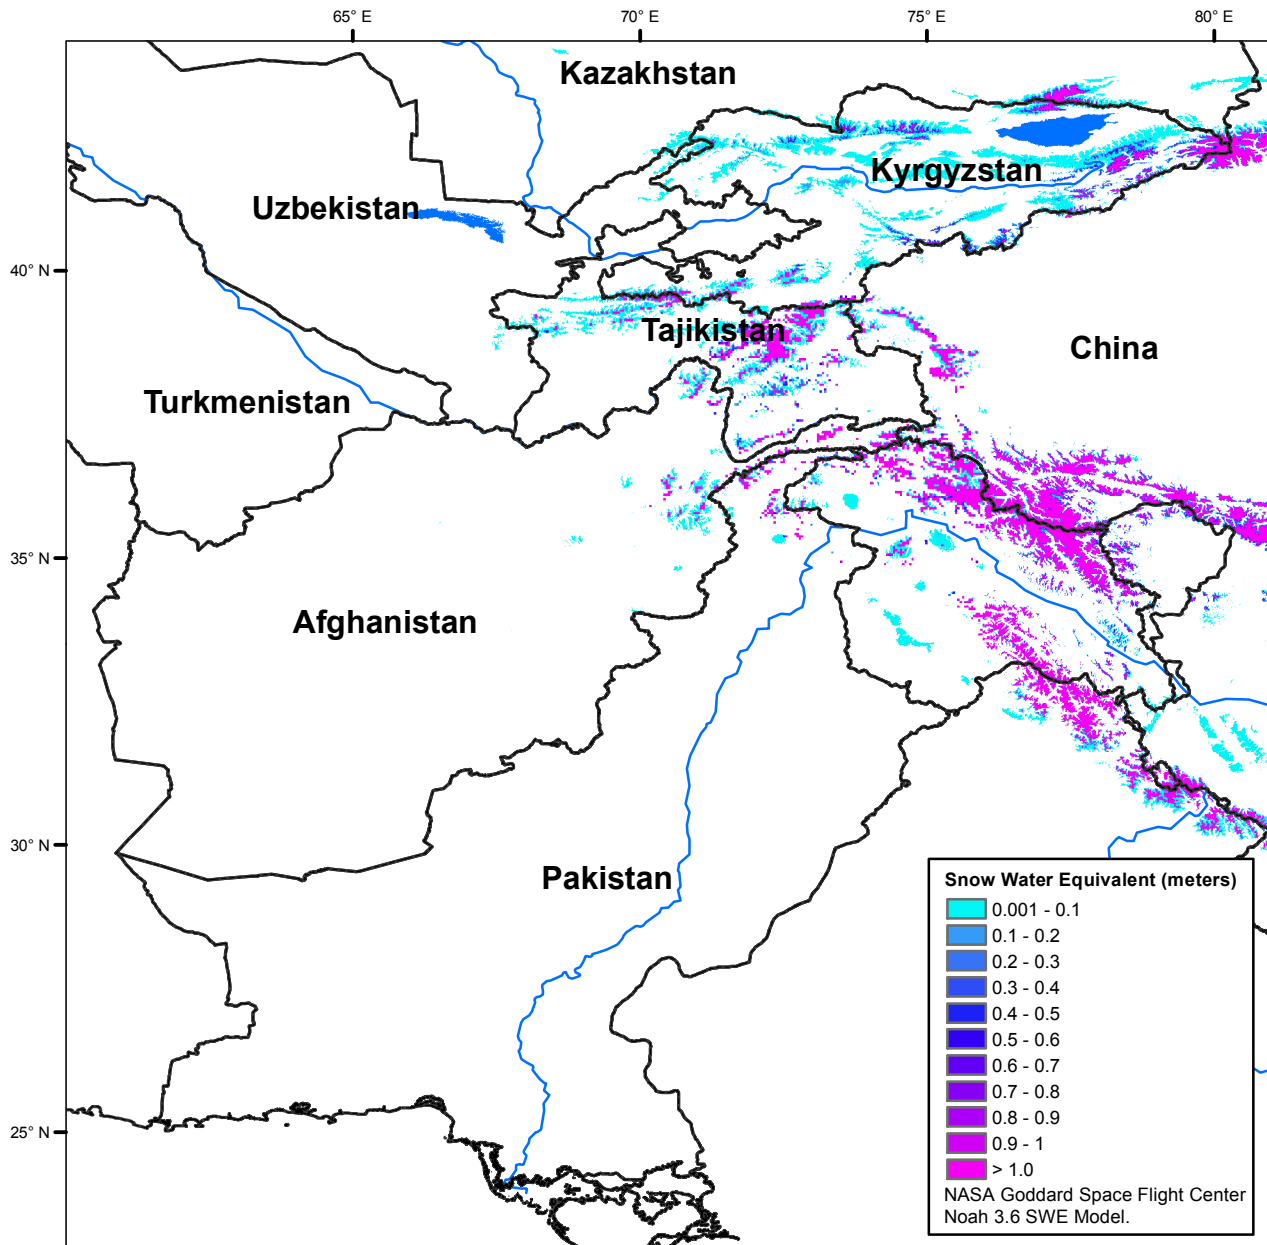 65° E
70° E
75° E
80° E
Kazakhstan
Kyrgyzstan
Uzbekistan
40° N
Tajikistan
China
Turkmenistan
35° N
Afghanistan
30° N
Pakistan
Snow Water Equivalent (meters)
0.001 - 0.1
0.1 - 0.2
0.2 - 0.3
0.3 - 0.4
0.4 - 0.5
0.5 - 0.6
0.6 - 0.7
0.7 - 0.8
0.8 - 0.9
0.9 - 1
> 1.0
NASA Goddard Space Flight Center
Noah 3.6 SWE Model.
25° N